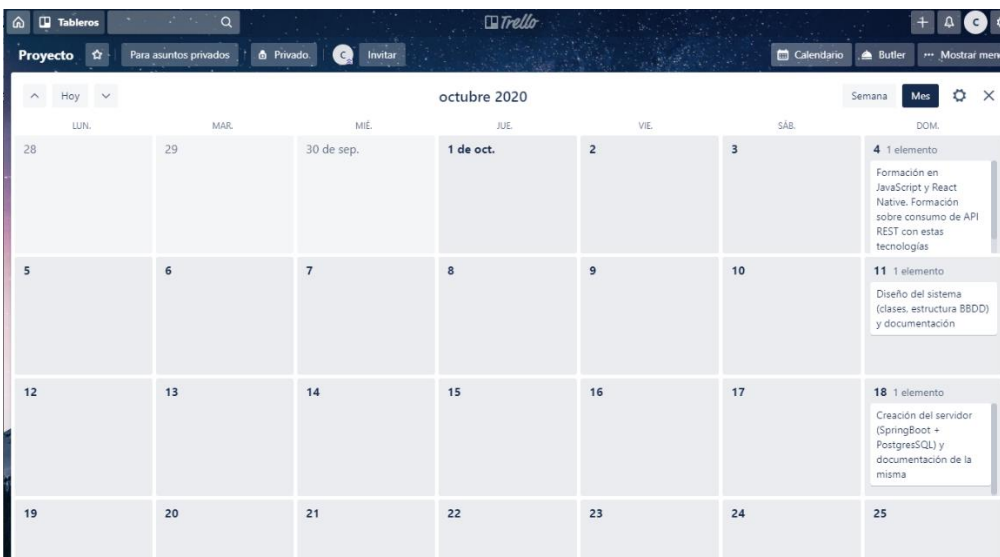 Tableros
Trello
C
Proyecto
Para asuntos privados
Privado
C
Invitar
Calendario
Butler
Mostrar men
Hoy
octubre 2020
Semana
Mes
LUN. MAR. MIÉ. JUE. VIE. SÁB. DOM.
28 29 30 de sep. 1 de oct. 2 3 4 1 elemento
Formación en
JavaScript y React
Native. Formación
sobre consumo de API
REST con estas
tecnologías
5 6 7 8 9 10 11 1 elemento
Diseño del sistema
(clases, estructura BBDD)
y documentación
12 13 14 15 16 17 18 1 elemento
Creación del servidor
(SpringBoot +
PostgresSQL) y
documentación de la
misma
19 20 21 22 23 24 25